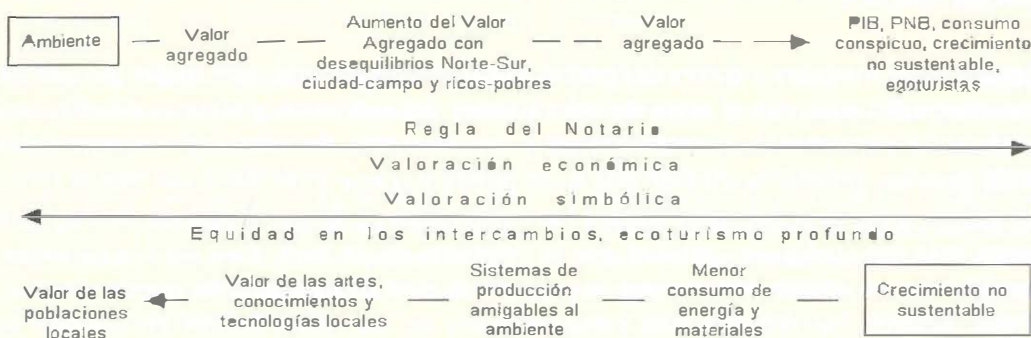 Ambiente
Valor
agregado
Aumento del Valor
Agregado con
desequilibrios Norte-Sur,
ciudad-campo y ricos-pobres
Valor
agregado
PIB, PNB, consumo
conspicuo, crecimiento
no sustentable,
egoturistas
Regla del Notario
Valoración económica
Valoración simbólica
Equidad en los intercambios, ecoturismo profundo
Valor de las
poblaciones
locales
Valor de las artes,
conocimientos y
tecnologías locales
Sistemas de
producción
amigables al
ambiente
Menor
consumo de
energía y
materiales
Crecimiento no
sustentable